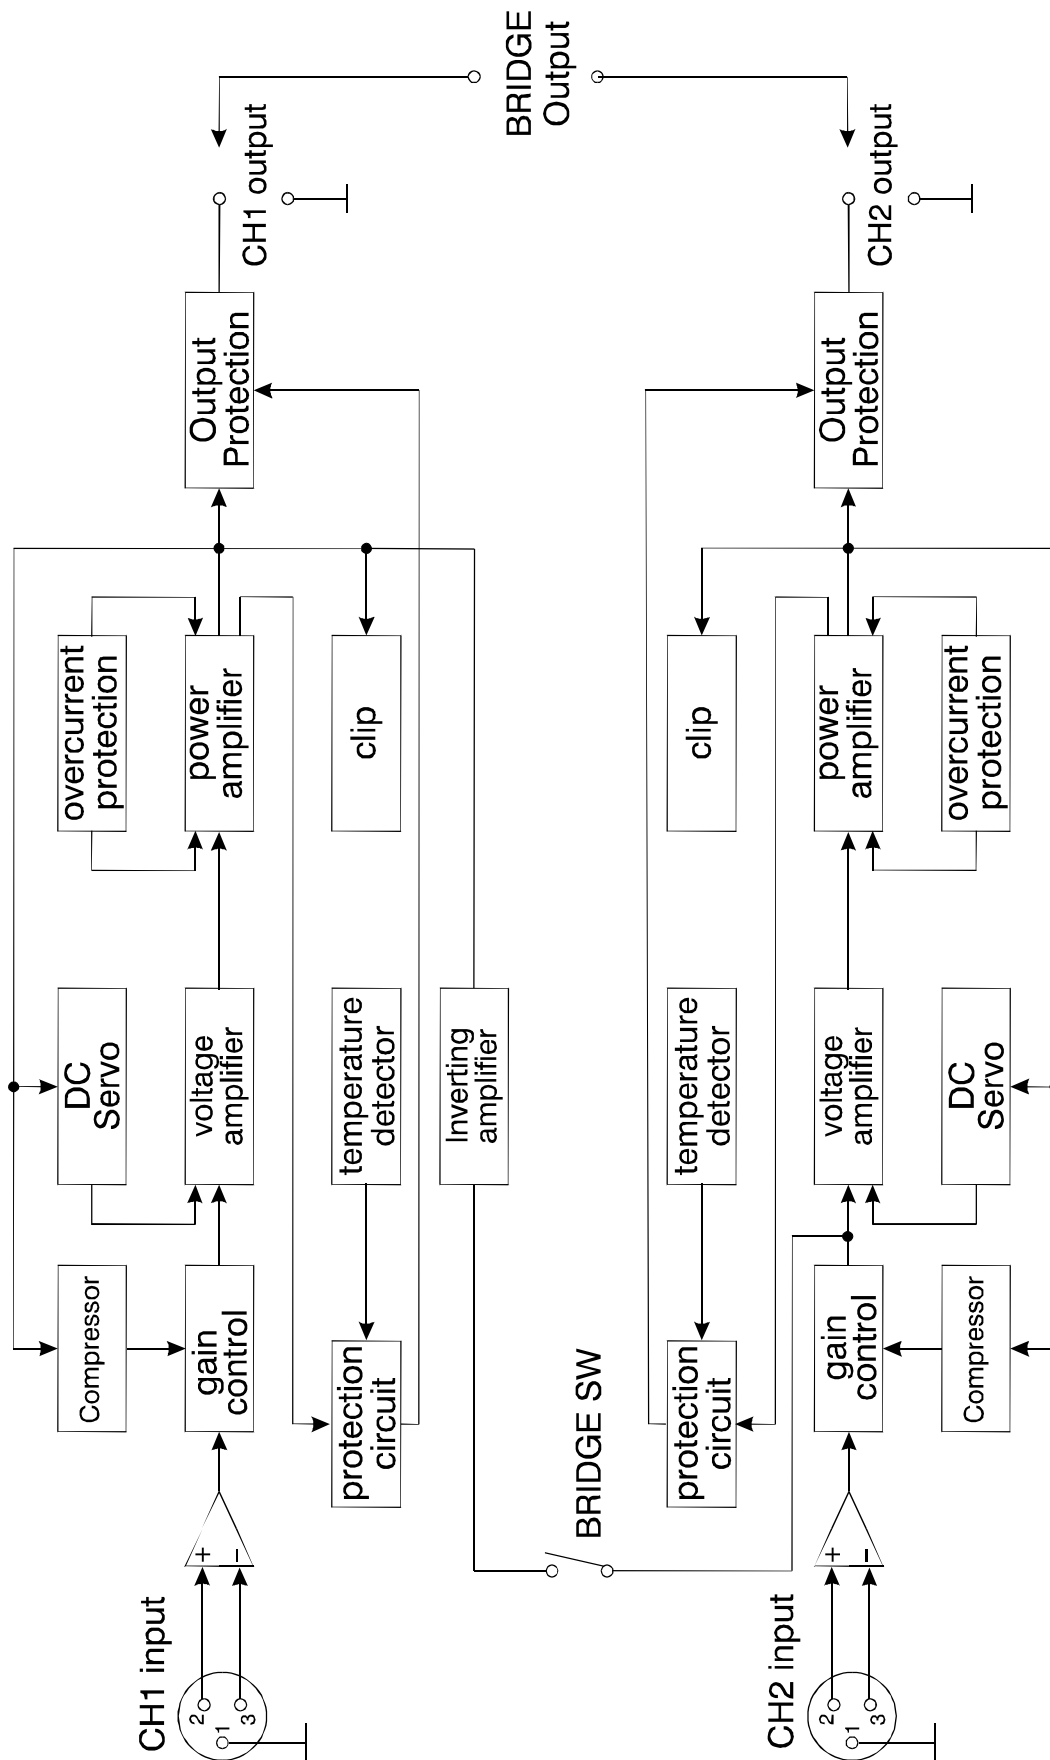 CH1 input
2
1
3
+
–
Compressor
gain
control
DC
Servo
voltage
amplifier
overcurrent
protection
power
amplifier
Output
Protection
CH1 output
protection
circuit
temperature
detector
clip
Inverting
amplifier
BRIDGE SW
BRIDGE
Output
protection
circuit
temperature
detector
clip
CH2 input
2
1
3
+
–
gain
control
voltage
amplifier
power
amplifier
Output
Protection
CH2 output
Compressor
DC
Servo
overcurrent
protection